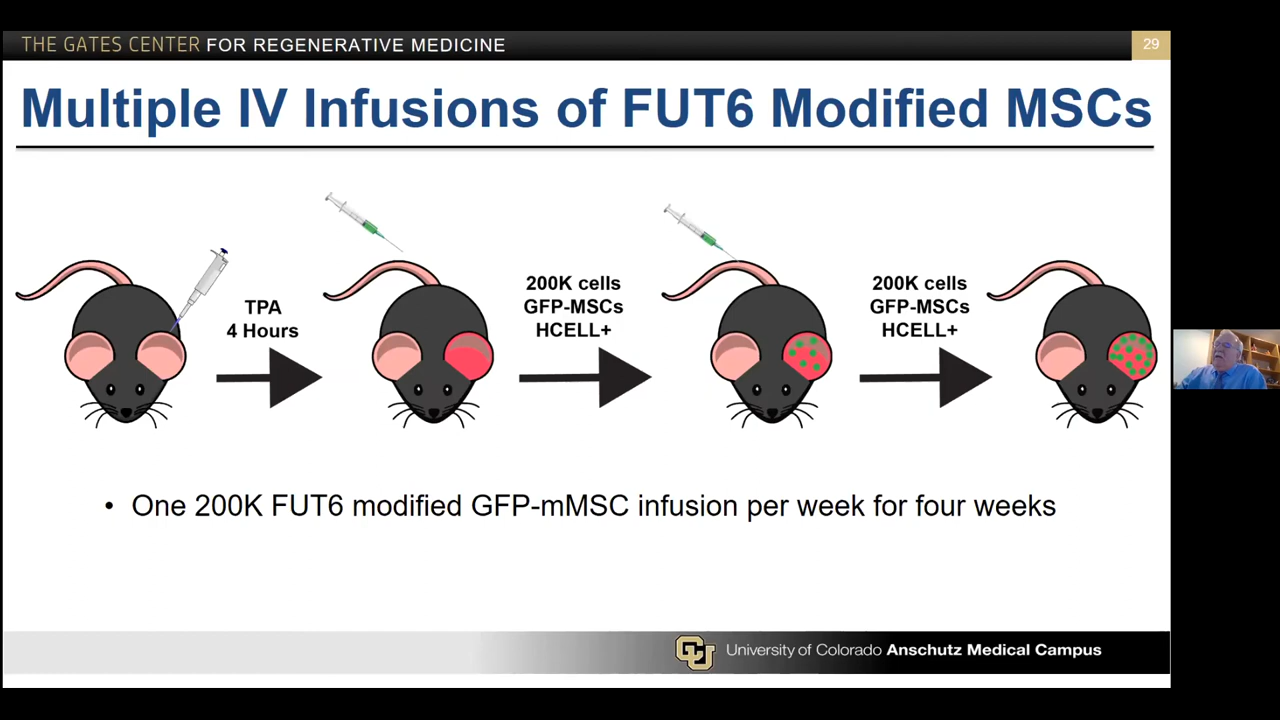 THE GATES CENTER FOR REGENERATIVE MEDICINE
29
Multiple IV Infusions of FUT6 Modified MSCs
TPA
4 Hours
200K cells
GFP-MSCs
HCELL+
200K cells
GFP-MSCs
HCELL+
• One 200K FUT6 modified GFP-mMSC infusion per week for four weeks
CU
University of Colorado Anschutz Medical Campus